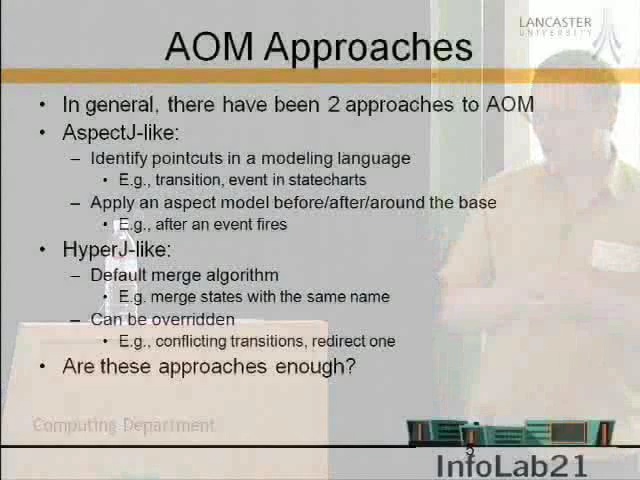 LANCASTER
UNIVERSITY
AOM Approaches
• In general, there have been 2 approaches to AOM
• AspectJ-like:
– Identify pointcuts in a modeling language
• E.g., transition, event in statecharts
– Apply an aspect model before/after/around the base
• E.g., after an event fires
• HyperJ-like:
– Default merge algorithm
• E.g. merge states with the same name
– Can be overridden
• E.g., conflicting transitions, redirect one
• Are these approaches enough?
Computing Department
5
InfoLab21